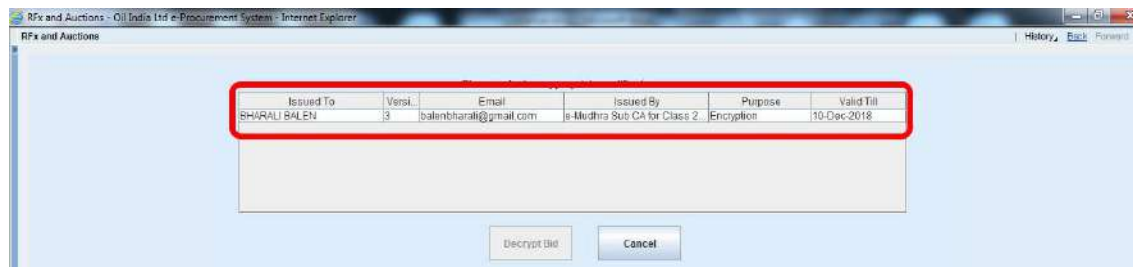 RFx and Auctions - Oil India Ltd e-Procurement System - Internet Explorer
RFx and Auctions | History Back Forward
Issued To Versi... Email Issued By Purpose Valid Till
BHARALI BALEN 3 balenbharali@gmail.com e-Mudhra Sub CA for Class 2... Encryption 10-Dec-2018
Decrypt Bid Cancel